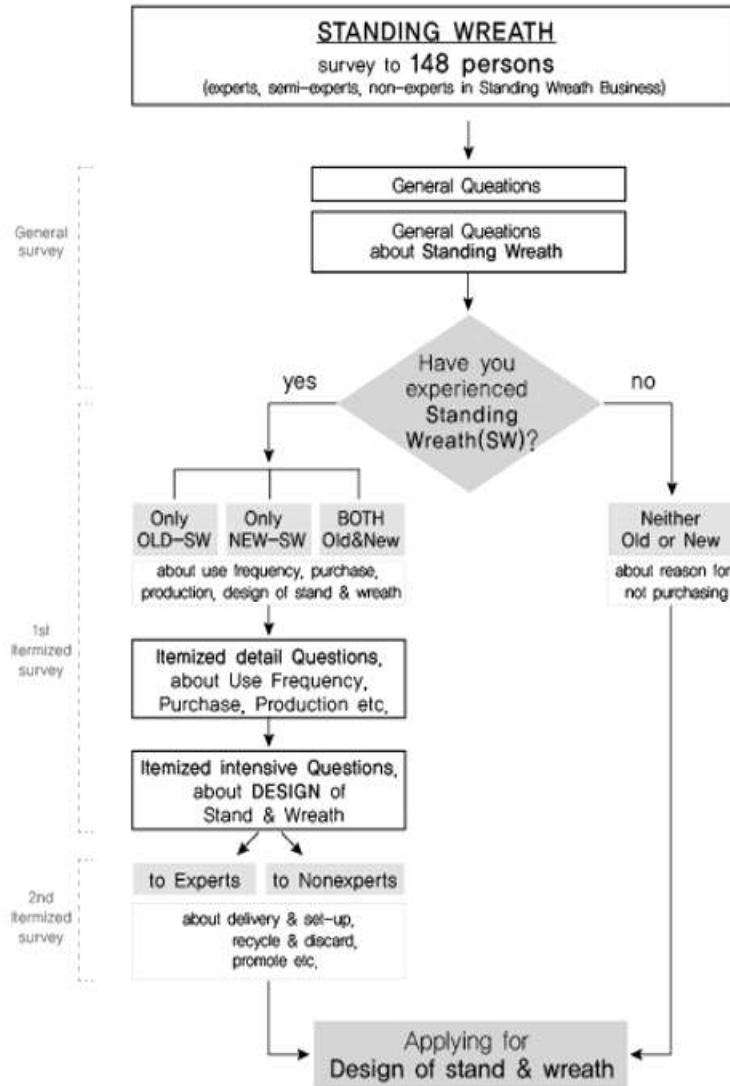 STANDING WREATH
survey to 148 persons
(experts, semi-experts, non-experts in Standing Wreath Business)
General Queations
General Queations
about Standing Wreath
General
survey
Have you
experienced
Standing
Wreath(SW)?
yes
no
Only
OLD-SW
Only
NEW-SW
BOTH
Old&New
Neither
Old or New
about use frequency, purchase,
production, design of stand & wreath
about reason for
not purchasing
1st
Itemized
survey
Itemized detail Questions,
about Use Frequency,
Purchase, Production etc.
Itemized intensive Questions,
about DESIGN of
Stand & Wreath
2nd
Itemized
survey
to Experts
to Nonexperts
about delivery & set-up,
recycle & discard,
promote etc.
Applying for
Design of stand & wreath